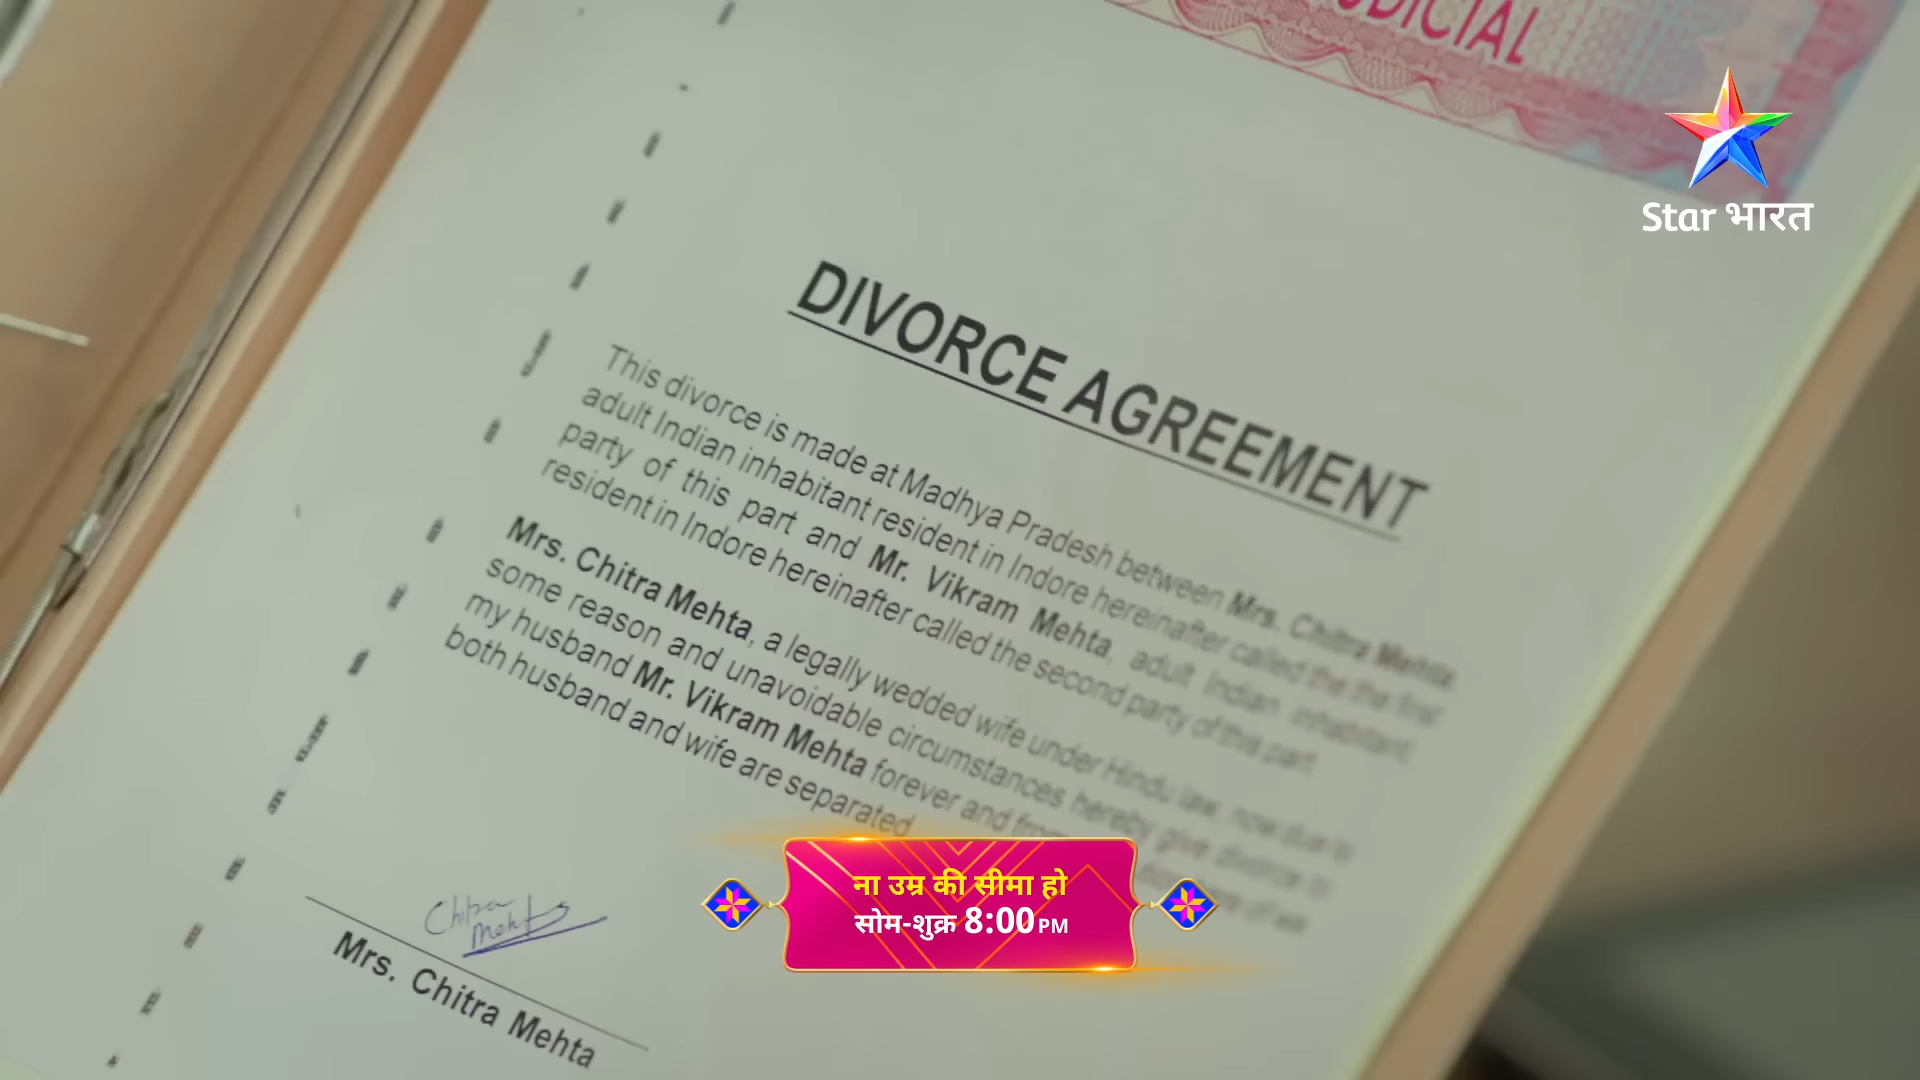 JUDICIAL
Star भारत
DIVORCE AGREEMENT
This divorce is made at Madhya Pradesh between Mrs. Chitra Mehta,
adult Indian inhabitant resident in Indore hereinafter called the the first
party of this part and Mr. Vikram Mehta, adult Indian inhabitant,
resident in Indore hereinafter called the second party of this part.
Mrs. Chitra Mehta, a legally wedded wife under Hindu law, now due to
some reason and unavoidable circumstances hereby give divorce to
my husband Mr. Vikram Mehta forever and from
both husband and wife are separated
Chitra
Mehta
Mrs. Chitra Mehta
ना उम्र की सीमा हो
सोम-शुक्र 8:00 PM